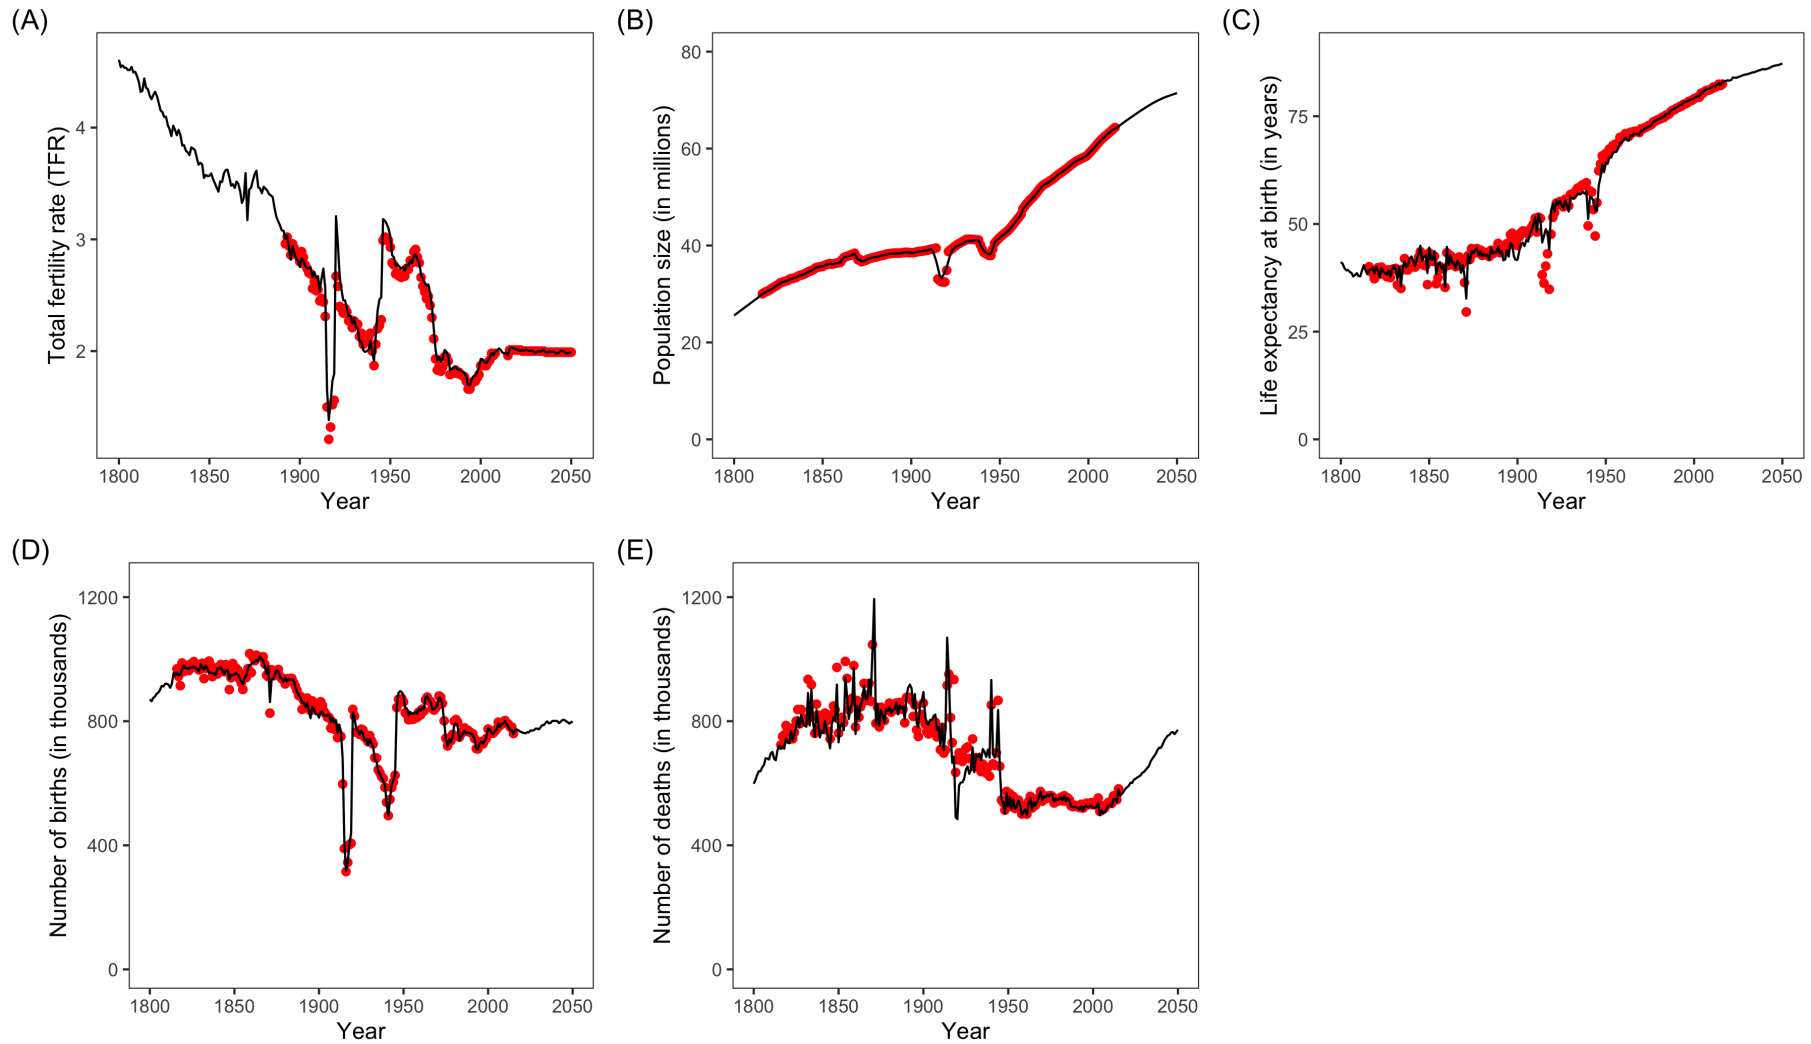 (A)
Total fertility rate (TFR)
4
3
2
1800 1850 1900 1950 2000 2050
Year
(B)
Population size (in millions)
80
60
40
20
0
1800 1850 1900 1950 2000 2050
Year
(C)
Life expectancy at birth (in years)
75
50
25
0
1800 1850 1900 1950 2000 2050
Year
(D)
Number of births (in thousands)
1200
800
400
0
1800 1850 1900 1950 2000 2050
Year
(E)
Number of deaths (in thousands)
1200
800
400
0
1800 1850 1900 1950 2000 2050
Year